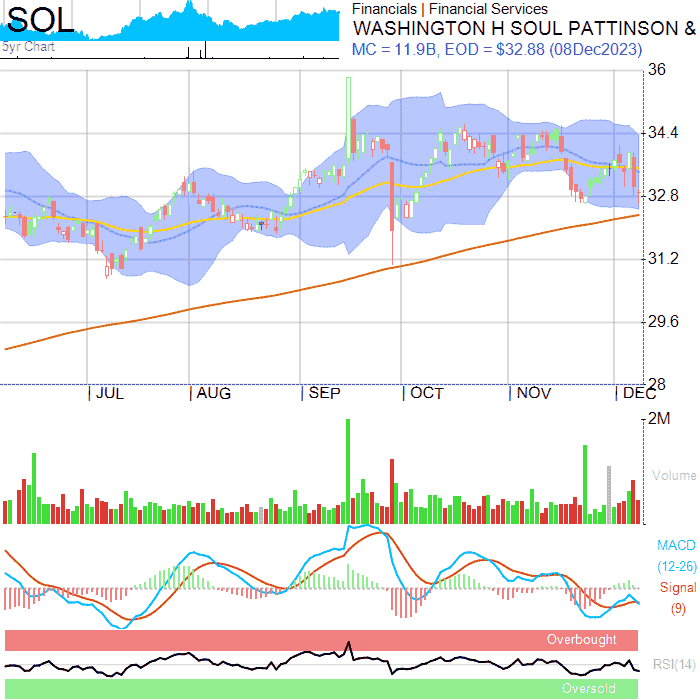 SOL
Financials | Financial Services
WASHINGTON H SOUL PATTINSON &
5yr Chart
MC = 11.9B, EOD = $32.88 (08Dec2023)
36
34.4
32.8
31.2
29.6
28
| JUL | AUG | SEP | OCT | NOV | DEC
2M
Volume
MACD
(12-26)
Signal
(9)
Overbought
RSI(14)
Oversold